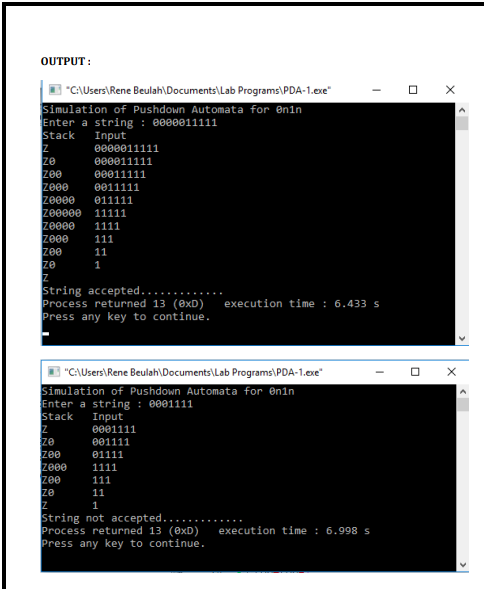 OUTPUT :
"C:\Users\Rene Beulah\Documents\Lab Programs\PDA-1.exe"
Simulation of Pushdown Automata for 0n1n
Enter a string : 0000011111
Stack Input
Z 0000011111
Z0 000011111
Z00 00011111
Z000 0011111
Z0000 011111
Z00000 11111
Z0000 1111
Z000 111
Z00 11
Z0 1
Z
String accepted.............
Process returned 13 (0xD) execution time : 6.433 s
Press any key to continue.
"C:\Users\Rene Beulah\Documents\Lab Programs\PDA-1.exe"
Simulation of Pushdown Automata for 0n1n
Enter a string : 0001111
Stack Input
Z 0001111
Z0 001111
Z00 01111
Z000 1111
Z00 111
Z0 11
Z 1
String not accepted.............
Process returned 13 (0xD) execution time : 6.998 s
Press any key to continue.